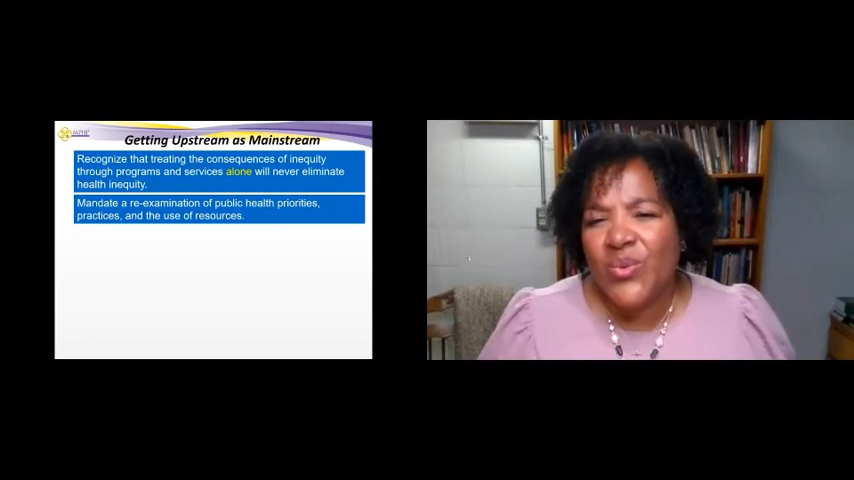 MPHI
Getting Upstream as Mainstream
Recognize that treating the consequences of inequity
through programs and services alone will never eliminate
health inequity.
Mandate a re-examination of public health priorities,
practices, and the use of resources.